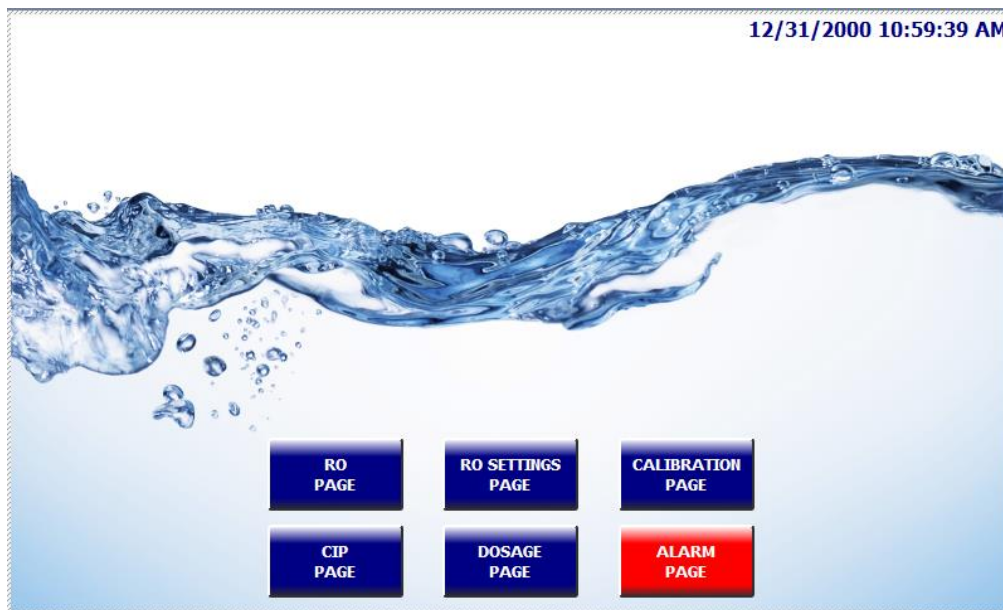 12/31/2000 10:59:39 AM
RO
PAGE
RO SETTINGS
PAGE
CALIBRATION
PAGE
CIP
PAGE
DOSAGE
PAGE
ALARM
PAGE